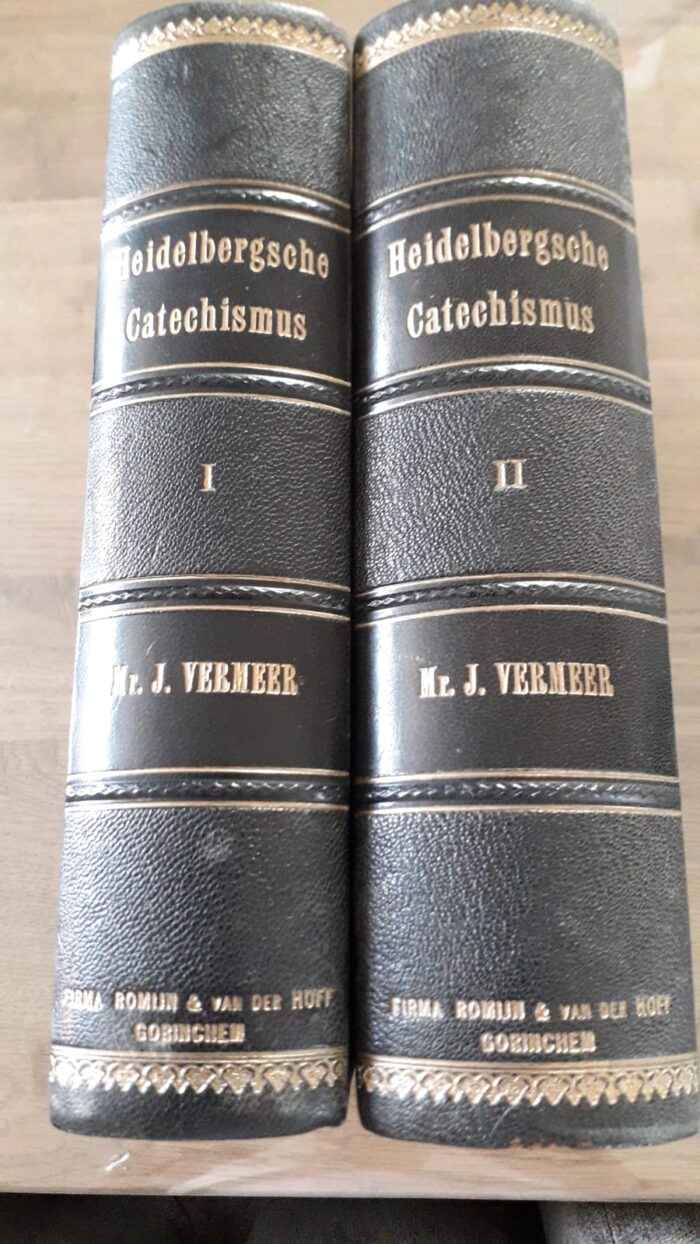 Heidelbergsche
Catechismus
I
Mr. J. VERMEER
FIRMA ROMIJN & VAN DER HOFF
GORINCHEM
Heidelbergsche
Catechismus
II
Mr. J. VERMEER
FIRMA ROMIJN & VAN DER HOFF
GORINCHEM